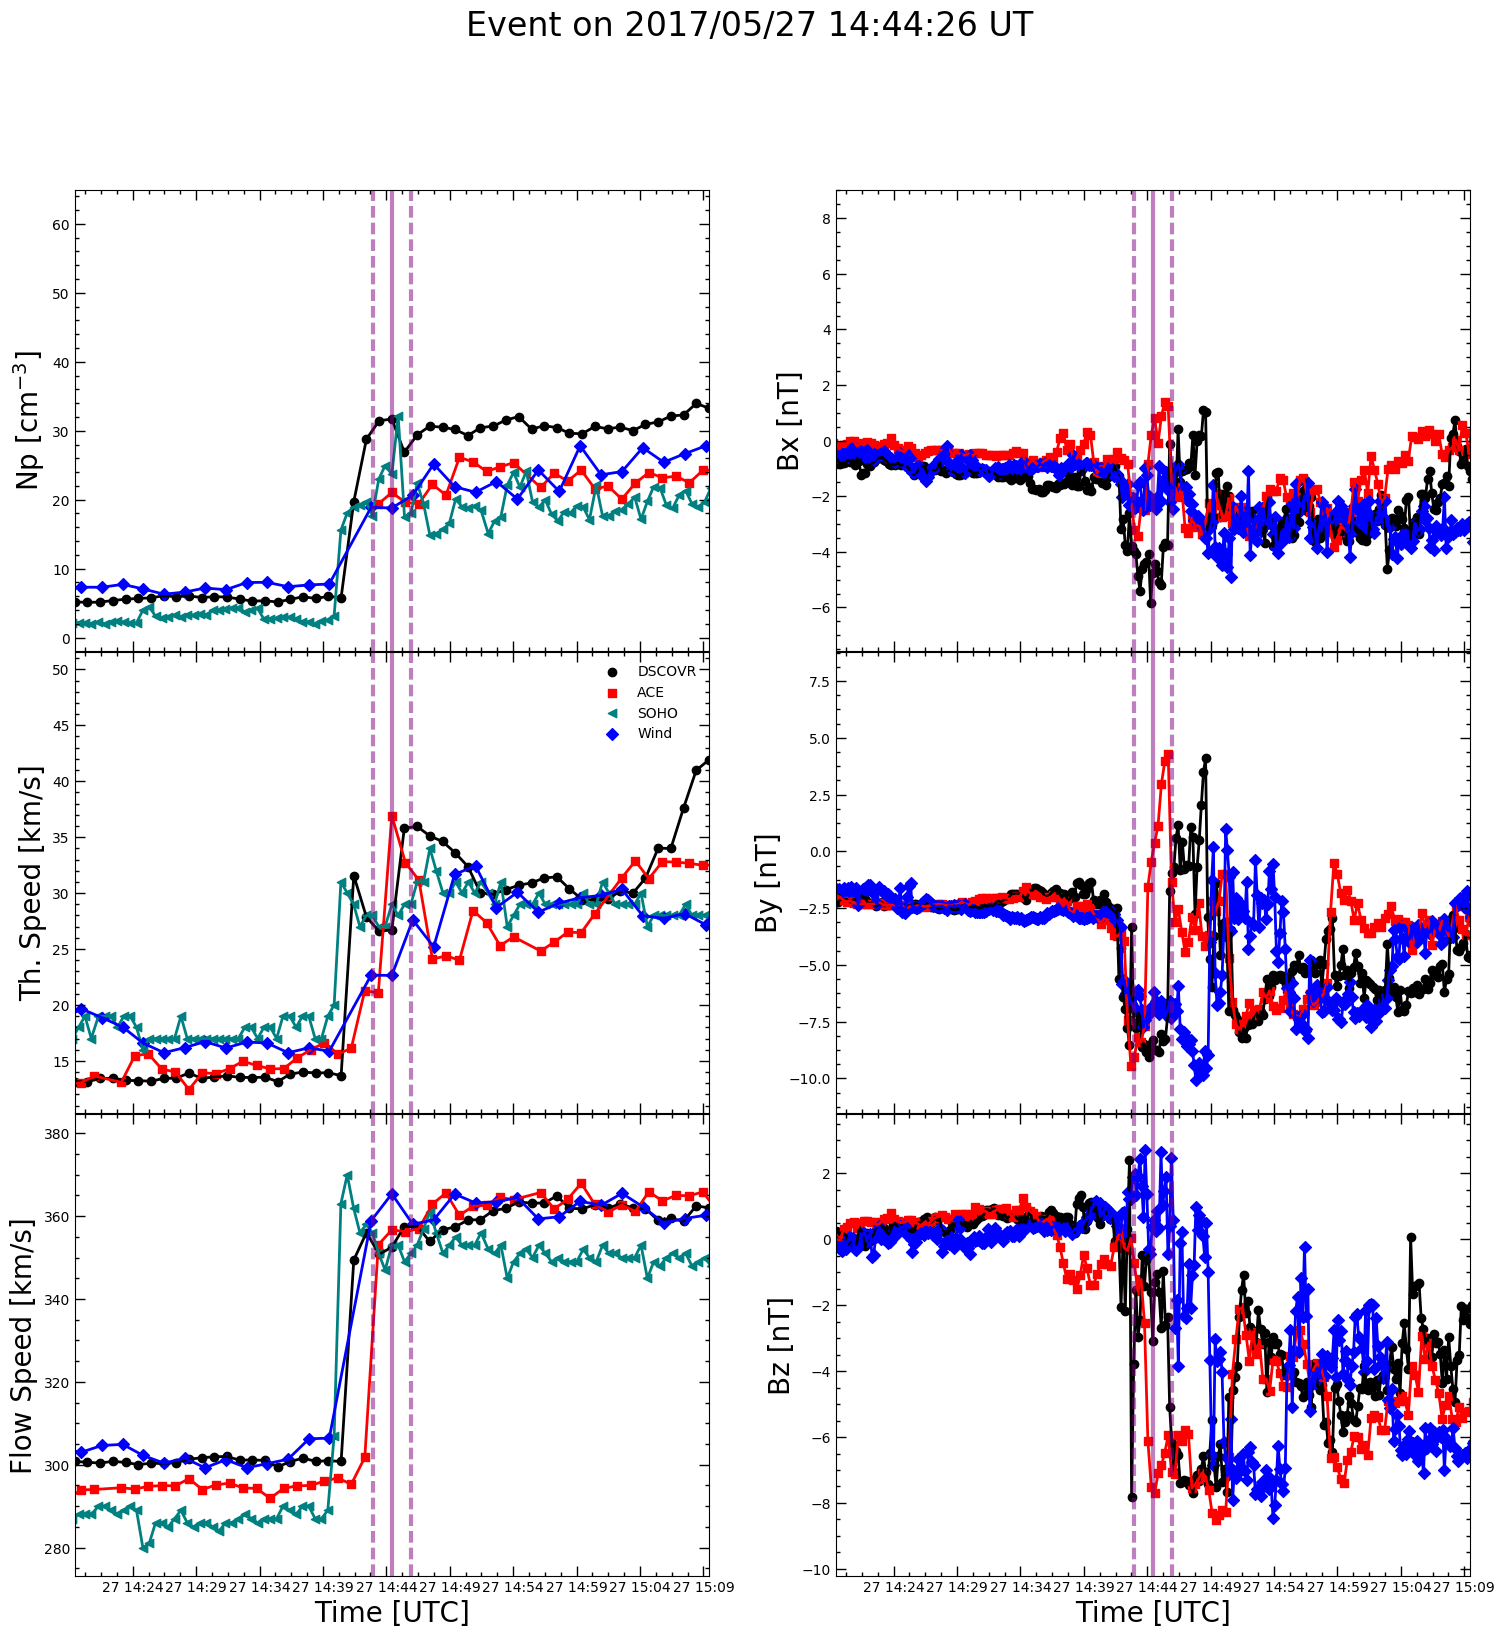 Event on 2017/05/27 14:44:26 UT
Np [cm⁻³]
60
50
40
30
20
10
0
Bx [nT]
8
6
4
2
0
−2
−4
−6
Th. Speed [km/s]
50
45
40
35
30
25
20
15
DSCOVR
ACE
SOHO
Wind
By [nT]
7.5
5.0
2.5
0.0
−2.5
−5.0
−7.5
−10.0
Flow Speed [km/s]
380
360
340
320
300
280
Bz [nT]
2
0
−2
−4
−6
−8
−10
27 14:24 27 14:29 27 14:34 27 14:39 27 14:44 27 14:49 27 14:54 27 14:59 27 15:04 27 15:09
Time [UTC]
27 14:24 27 14:29 27 14:34 27 14:39 27 14:44 27 14:49 27 14:54 27 14:59 27 15:04 27 15:09
Time [UTC]